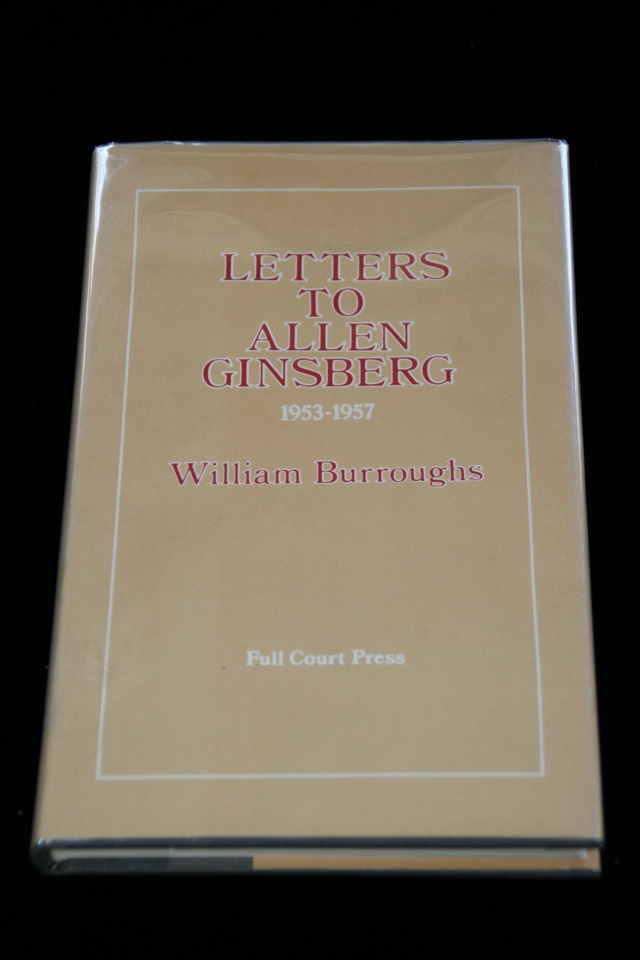 LETTERS
TO
ALLEN
GINSBERG
1953-1957
William Burroughs
Full Court Press